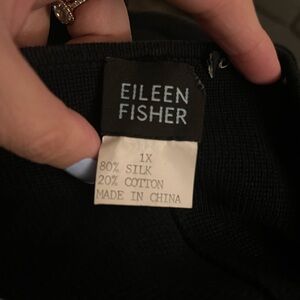 EILEEN
FISHER
1X
80% SILK
20% COTTON
MADE IN CHINA